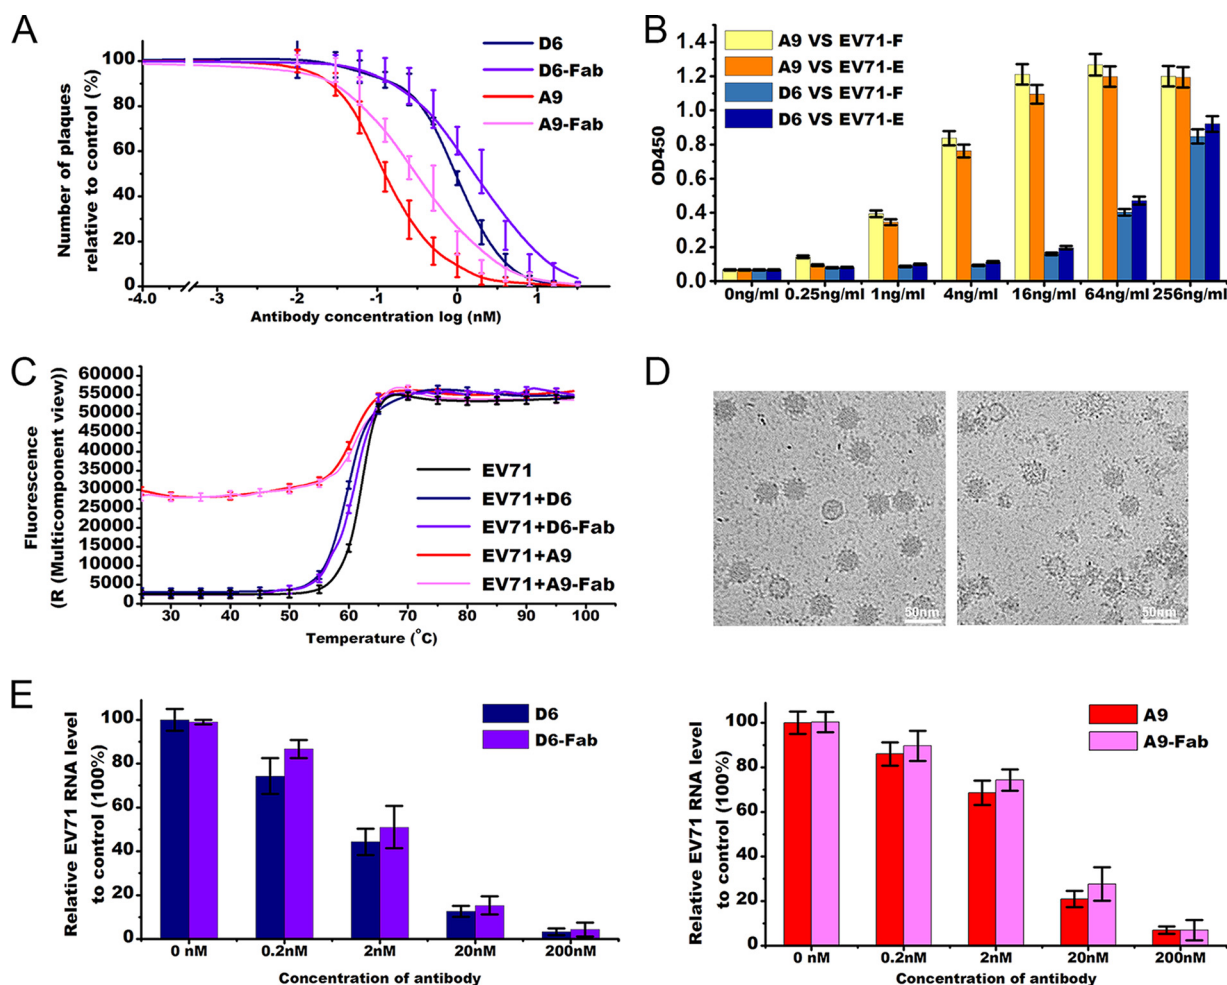 A
Number of plaques
relative to control (%)
100
80
60
40
20
0
-4.0
-3
-2
-1
0
1
Antibody concentration log (nM)
D6
D6-Fab
A9
A9-Fab
B
OD450
1.4
1.2
1.0
0.8
0.6
0.4
0.2
0.0
0ng/ml
0.25ng/ml
1ng/ml
4ng/ml
16ng/ml
64ng/ml
256ng/ml
A9 VS EV71-F
A9 VS EV71-E
D6 VS EV71-F
D6 VS EV71-E
C
Fluorescence
(R (Multicomponent view))
60000
55000
50000
45000
40000
35000
30000
25000
20000
15000
10000
5000
0
30
40
50
60
70
80
90
100
Temperature (°C)
EV71
EV71+D6
EV71+D6-Fab
EV71+A9
EV71+A9-Fab
D
50nm
50nm
E
Relative EV71 RNA level
to control (100%)
100
80
60
40
20
0
0 nM
0.2nM
2nM
20nM
200nM
Concentration of antibody
D6
D6-Fab
Relative EV71 RNA level
to control (100%)
100
80
60
40
20
0
0 nM
0.2nM
2nM
20nM
200nM
Concentration of antibody
A9
A9-Fab